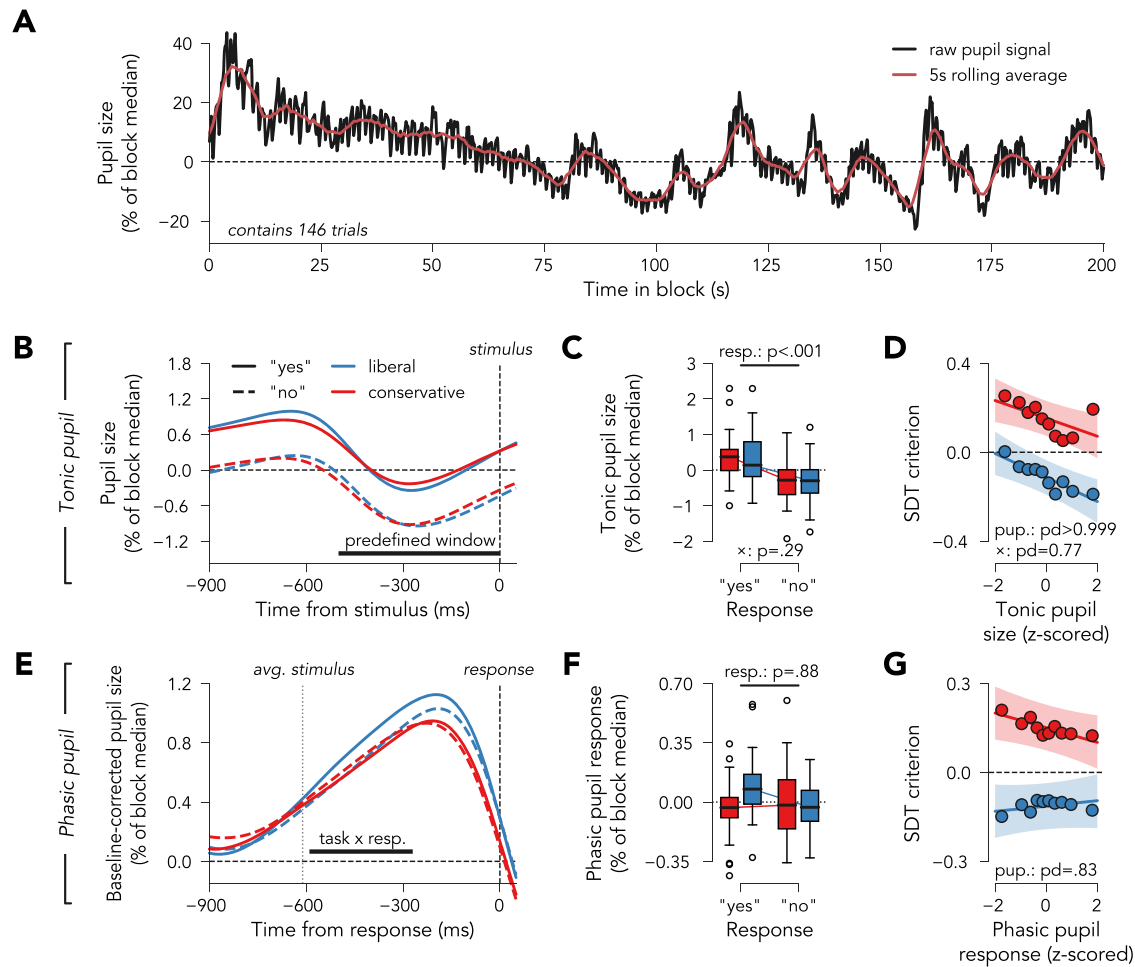 A
Pupil size
(% of block median)
40
20
0
−20
raw pupil signal
5s rolling average
contains 146 trials
0 25 50 75 100 125 150 175 200
Time in block (s)
B
Tonic pupil
Pupil size
(% of block median)
1.8
1.2
0.6
0.0
−0.6
−1.2
"yes" liberal
"no" conservative
stimulus
predefined window
−900 −600 −300 0
Time from stimulus (ms)
C
Tonic pupil size
(% of block median)
3
2
1
0
−1
−2
resp.: p<.001
×: p=.29
"yes" "no"
Response
D
SDT criterion
0.4
0.0
−0.4
pup.: pd>0.999
×: pd=0.77
−2 0 2
Tonic pupil
size (z-scored)
E
Phasic pupil
Baseline-corrected pupil size
(% of block median)
1.2
0.8
0.4
0.0
avg. stimulus
response
task x resp.
−900 −600 −300 0
Time from response (ms)
F
Phasic pupil response
(% of block median)
0.70
0.35
0.00
−0.35
resp.: p=.88
"yes" "no"
Response
G
SDT criterion
0.3
0.0
−0.3
pup.: pd=.83
−2 0 2
Phasic pupil
response (z-scored)